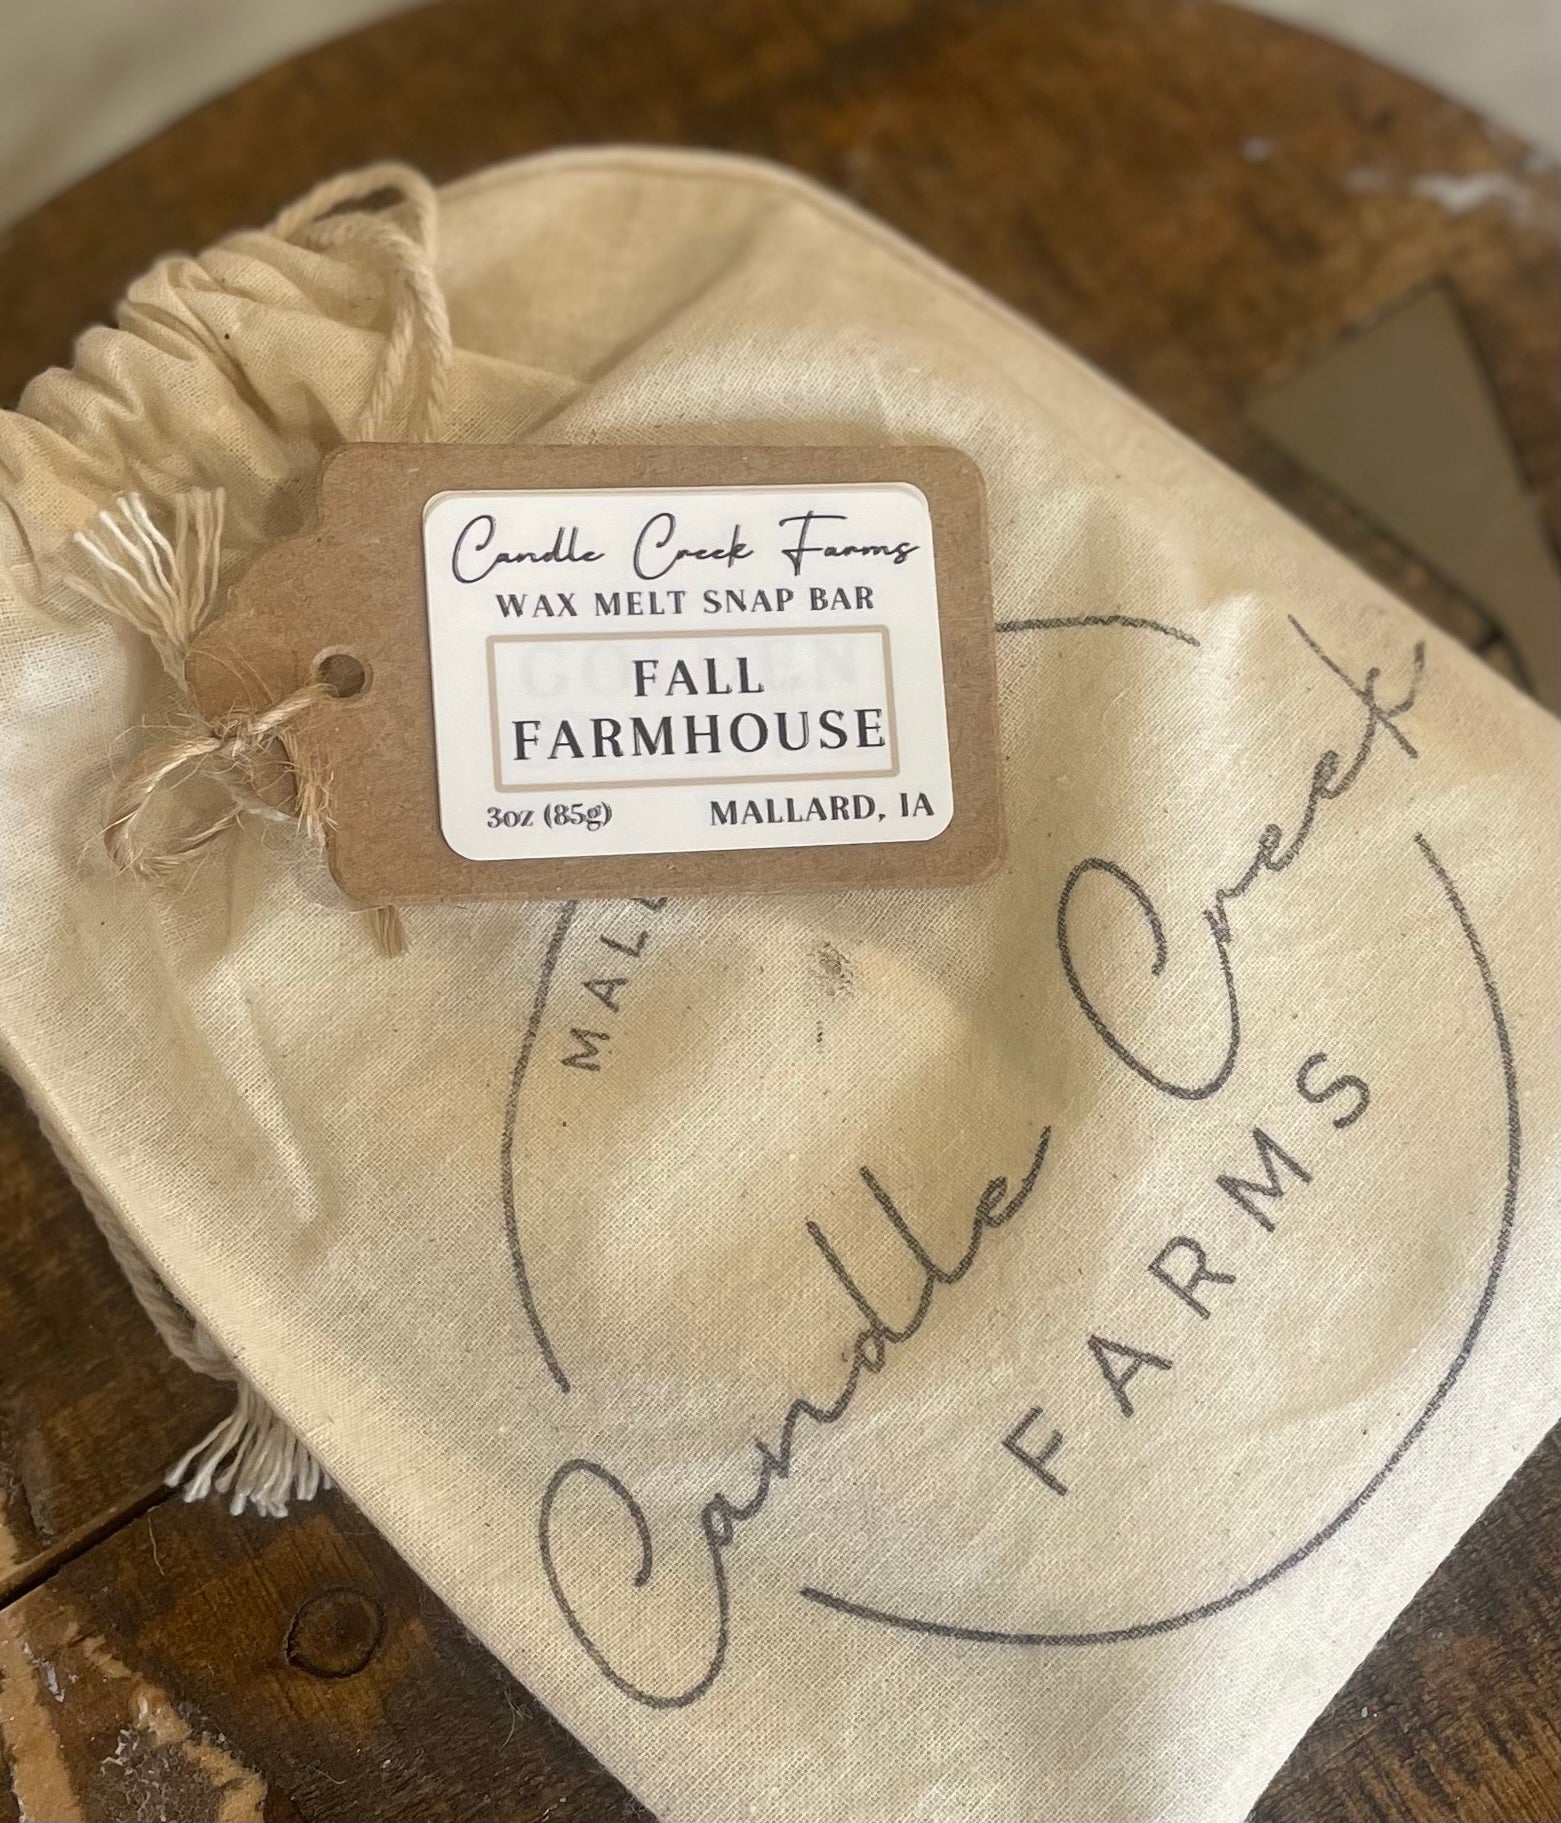 Candle Creek Farms
WAX MELT SNAP BAR
FALL
FARMHOUSE
3oz (85g) MALLARD, IA
Candle Creek
FARMS